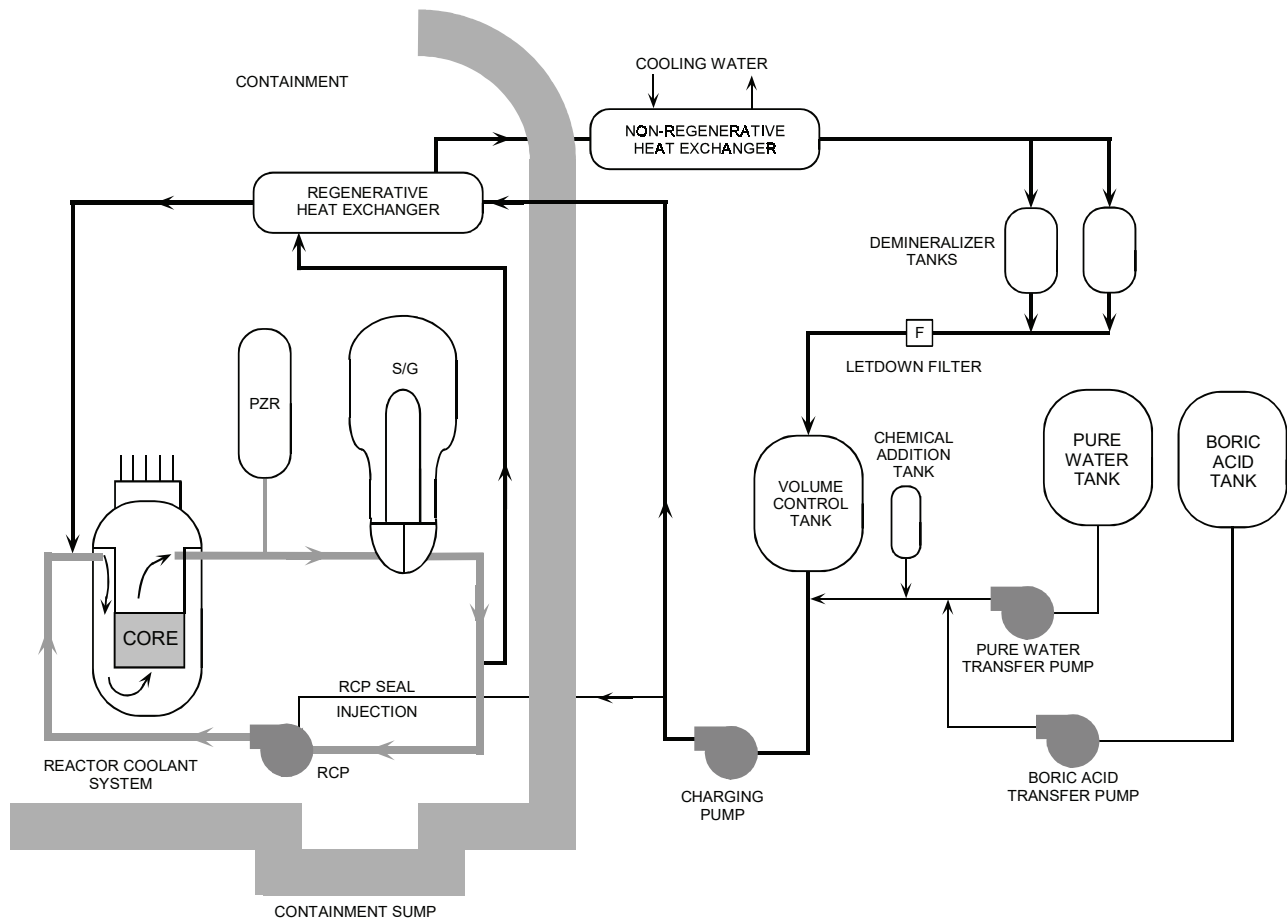 COOLING WATER
CONTAINMENT
NON-REGENERATIVE
HEAT EXCHANGER
REGENERATIVE
HEAT EXCHANGER
DEMINERALIZER
TANKS
F
LETDOWN FILTER
S/G
PZR
CHEMICAL
ADDITION
TANK
PURE
WATER
TANK
BORIC
ACID
TANK
VOLUME
CONTROL
TANK
CORE
PURE WATER
TRANSFER PUMP
RCP SEAL
INJECTION
REACTOR COOLANT
SYSTEM
RCP
CHARGING
PUMP
BORIC ACID
TRANSFER PUMP
CONTAINMENT SUMP